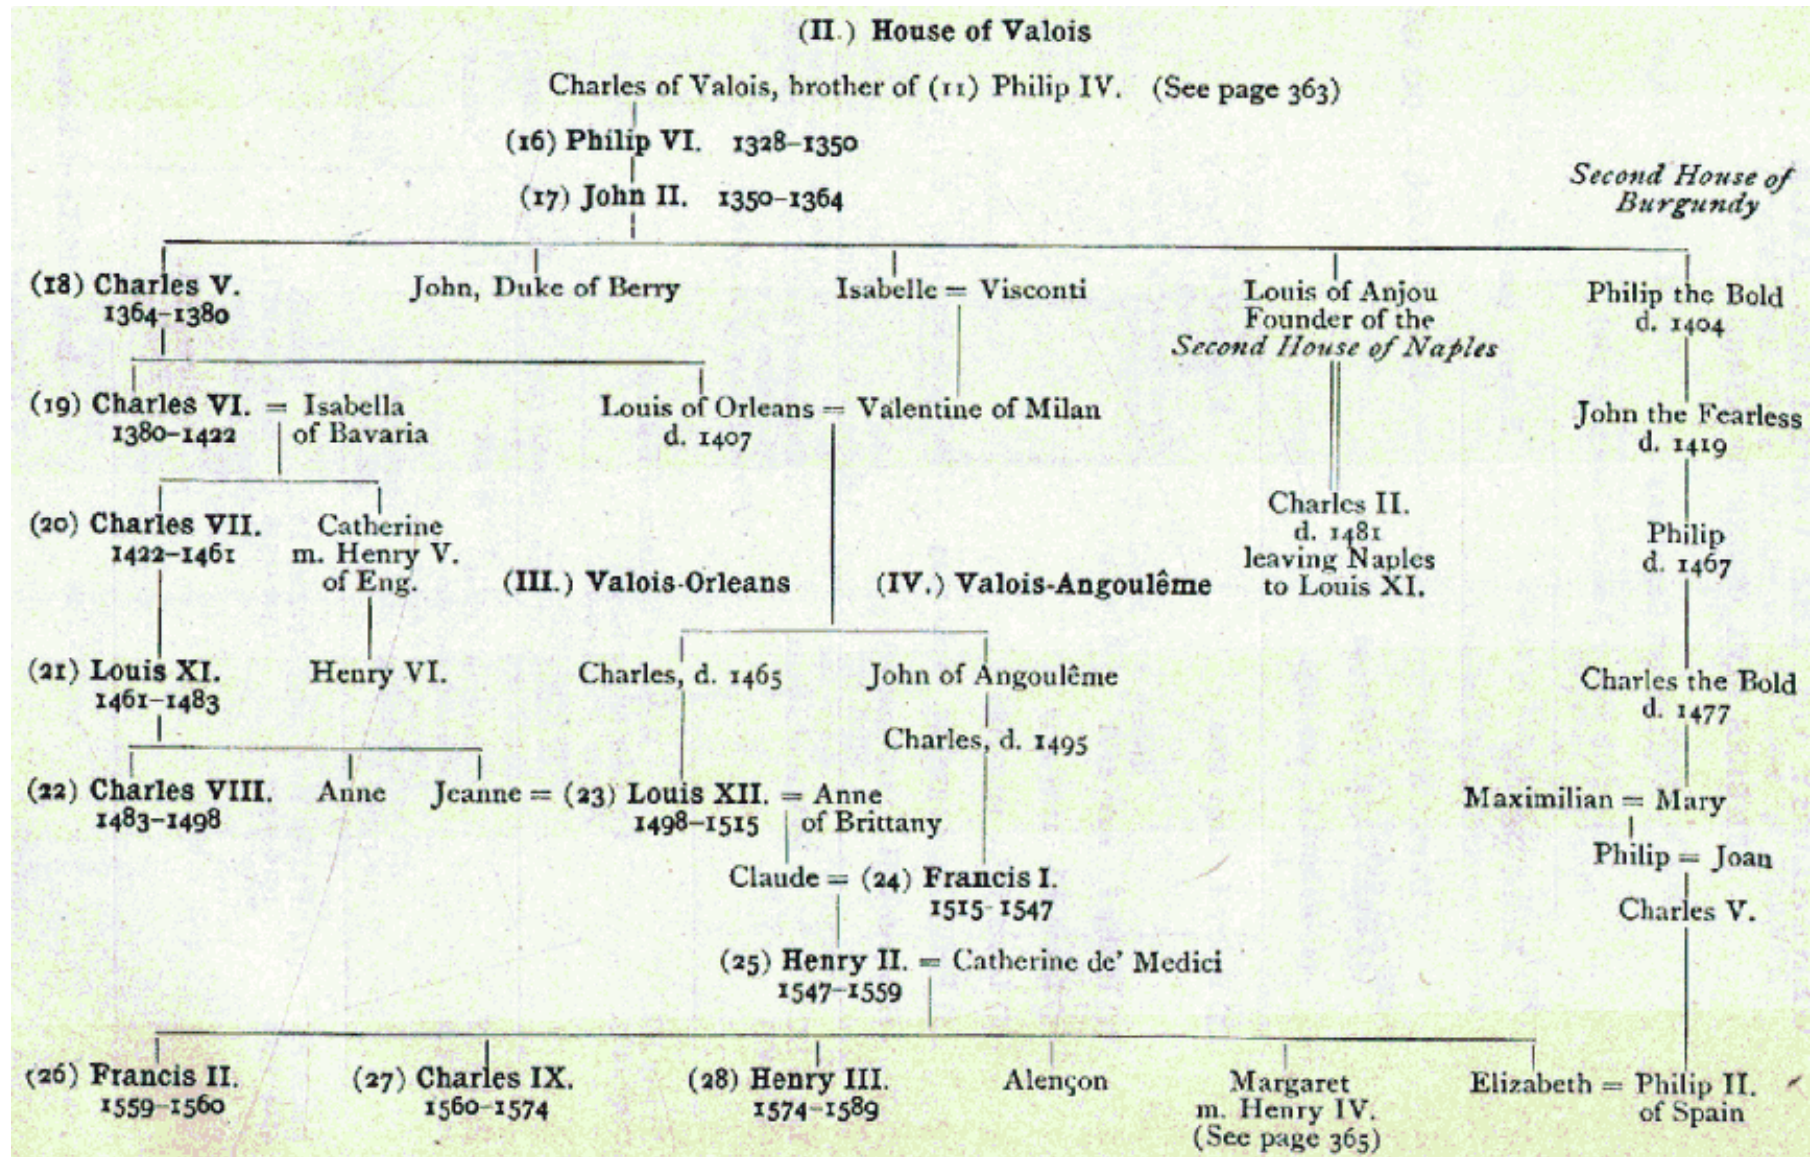 (II.) House of Valois
Charles of Valois, brother of (11) Philip IV. (See page 363)
(16) Philip VI. 1328–1350
(17) John II. 1350–1364
Second House of
Burgundy
(18) Charles V.
1364–1380
John, Duke of Berry
Isabelle = Visconti
Louis of Anjou
Founder of the
Second House of Naples
Philip the Bold
d. 1404
(19) Charles VI. = Isabella
1380–1422 of Bavaria
Louis of Orleans = Valentine of Milan
d. 1407
John the Fearless
d. 1419
(20) Charles VII.
1422–1461
Catherine
m. Henry V.
of Eng.
Charles II.
d. 1481
leaving Naples
to Louis XI.
Philip
d. 1467
(III.) Valois-Orleans
(IV.) Valois-Angoulême
(21) Louis XI.
1461–1483
Henry VI.
Charles, d. 1465
John of Angoulême
Charles the Bold
d. 1477
Charles, d. 1495
(22) Charles VIII.
1483–1498
Anne
Jeanne = (23) Louis XII. = Anne
1498–1515 of Brittany
Maximilian = Mary
Philip = Joan
Claude = (24) Francis I.
1515-1547
Charles V.
(25) Henry II. = Catherine de' Medici
1547–1559
(26) Francis II.
1559–1560
(27) Charles IX.
1560–1574
(28) Henry III.
1574–1589
Alençon
Margaret
m. Henry IV.
(See page 365)
Elizabeth = Philip II.
of Spain